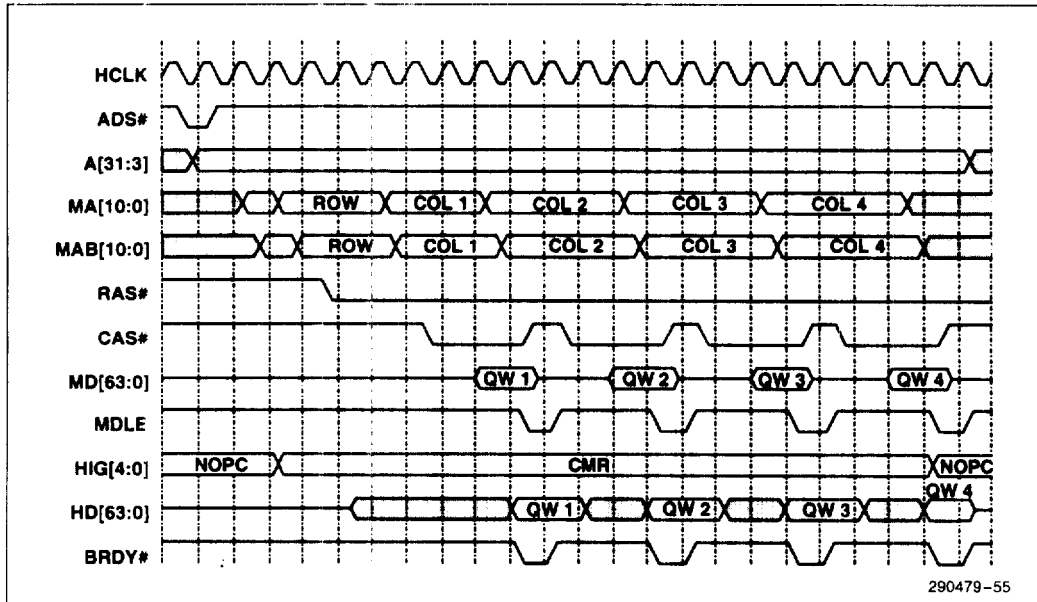 HCLK
ADS#
A[31:3]
MA[10:0] ROW COL 1 COL 2 COL 3 COL 4
MAB[10:0] ROW COL 1 COL 2 COL 3 COL 4
RAS#
CAS#
MD[63:0] QW 1 QW 2 QW 3 QW 4
MDLE
HIG[4:0] NOPC CMR NOPC
HD[63:0] QW 1 QW 2 QW 3 QW 4
BRDY#
290479-55